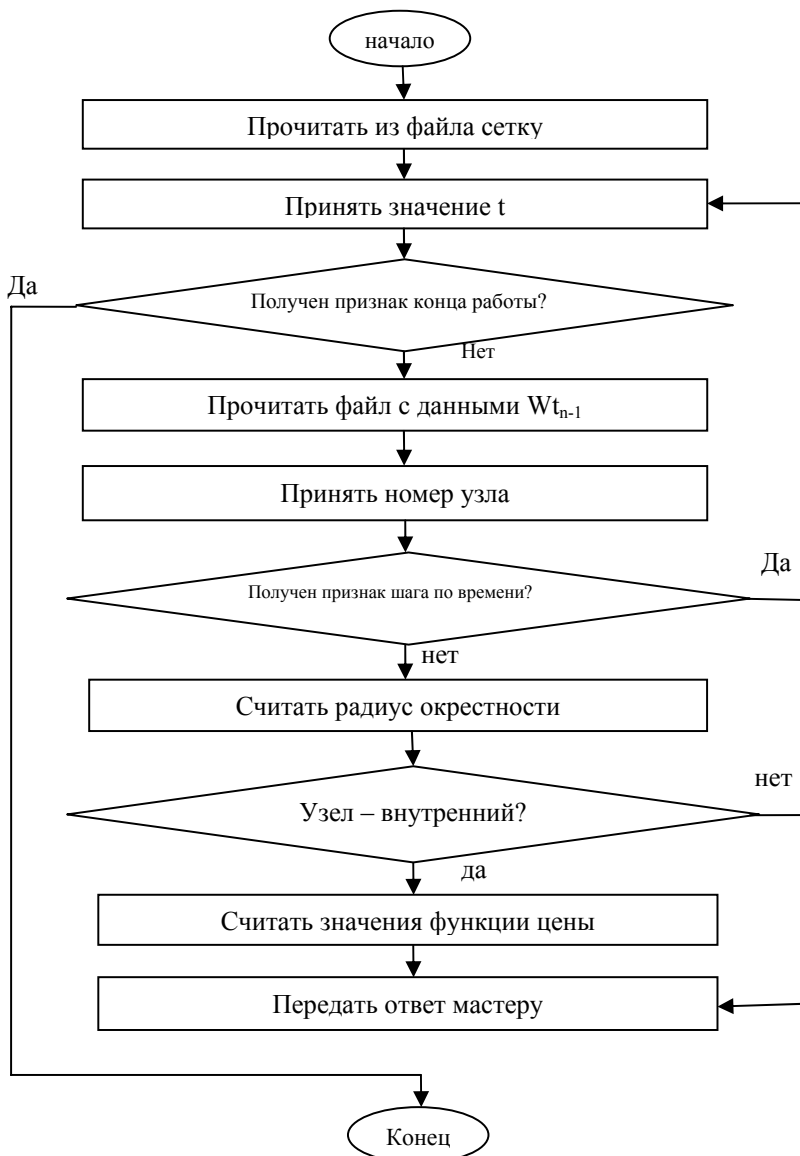 начало
Прочитать из файла сетку
Принять значение t
Да
Получен признак конца работы?
Нет
Прочитать файл с данными Wtn-1
Принять номер узла
Да
Получен признак шага по времени?
нет
Считать радиус окрестности
нет
Узел – внутренний?
да
Считать значения функции цены
Передать ответ мастеру
Конец